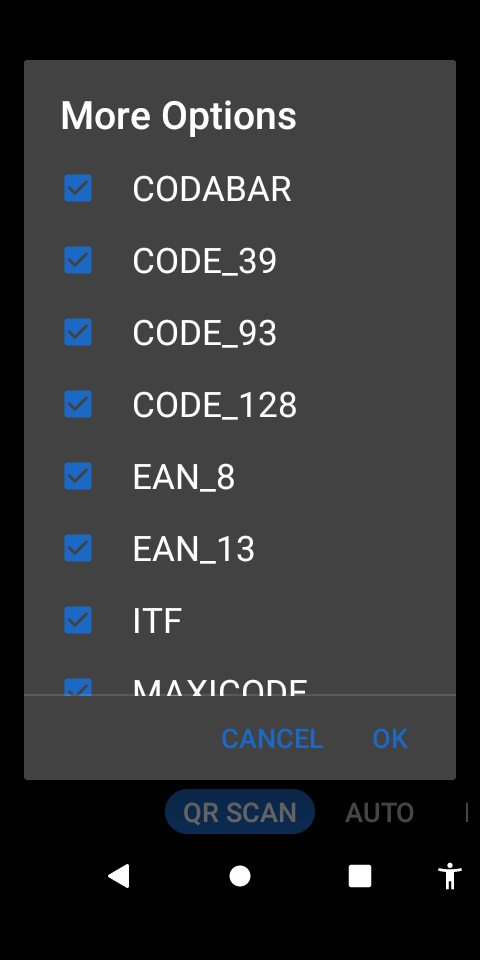 More Options
CODABAR
CODE_39
CODE_93
CODE_128
EAN_8
EAN_13
ITF
MAXICODE
CANCEL OK
QR SCAN AUTO